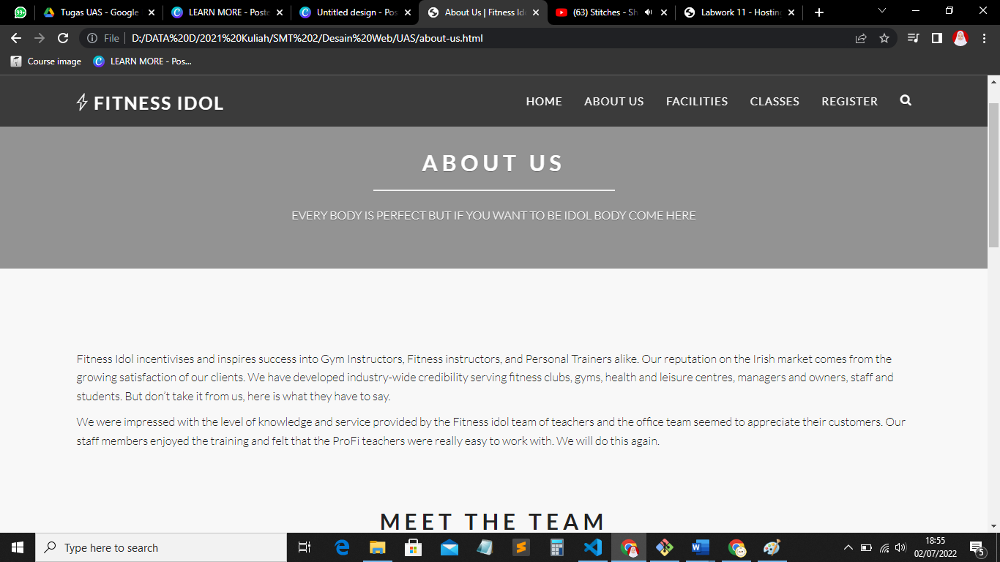 99+
Tugas UAS - Google
LEARN MORE - Poste
Untitled design - Pos
About Us | Fitness Id
(63) Stitches - Sh
Labwork 11 - Hosting
File
D:/DATA%20D/2021%20Kuliah/SMT%202/Desain%20Web/UAS/about-us.html
Course image
LEARN MORE - Pos...
FITNESS IDOL
HOME ABOUT US FACILITIES CLASSES REGISTER
ABOUT US
EVERY BODY IS PERFECT BUT IF YOU WANT TO BE IDOL BODY COME HERE
Fitness Idol incentivises and inspires success into Gym Instructors, Fitness instructors, and Personal Trainers alike. Our reputation on the Irish market comes from the
growing satisfaction of our clients. We have developed industry-wide credibility serving fitness clubs, gyms, health and leisure centres, managers and owners, staff and
students. But don’t take it from us, here is what they have to say.
We were impressed with the level of knowledge and service provided by the Fitness idol team of teachers and the office team seemed to appreciate their customers. Our
staff members enjoyed the training and felt that the ProFi teachers were really easy to work with. We will do this again.
MEET THE TEAM
Type here to search
18:55
02/07/2022
5